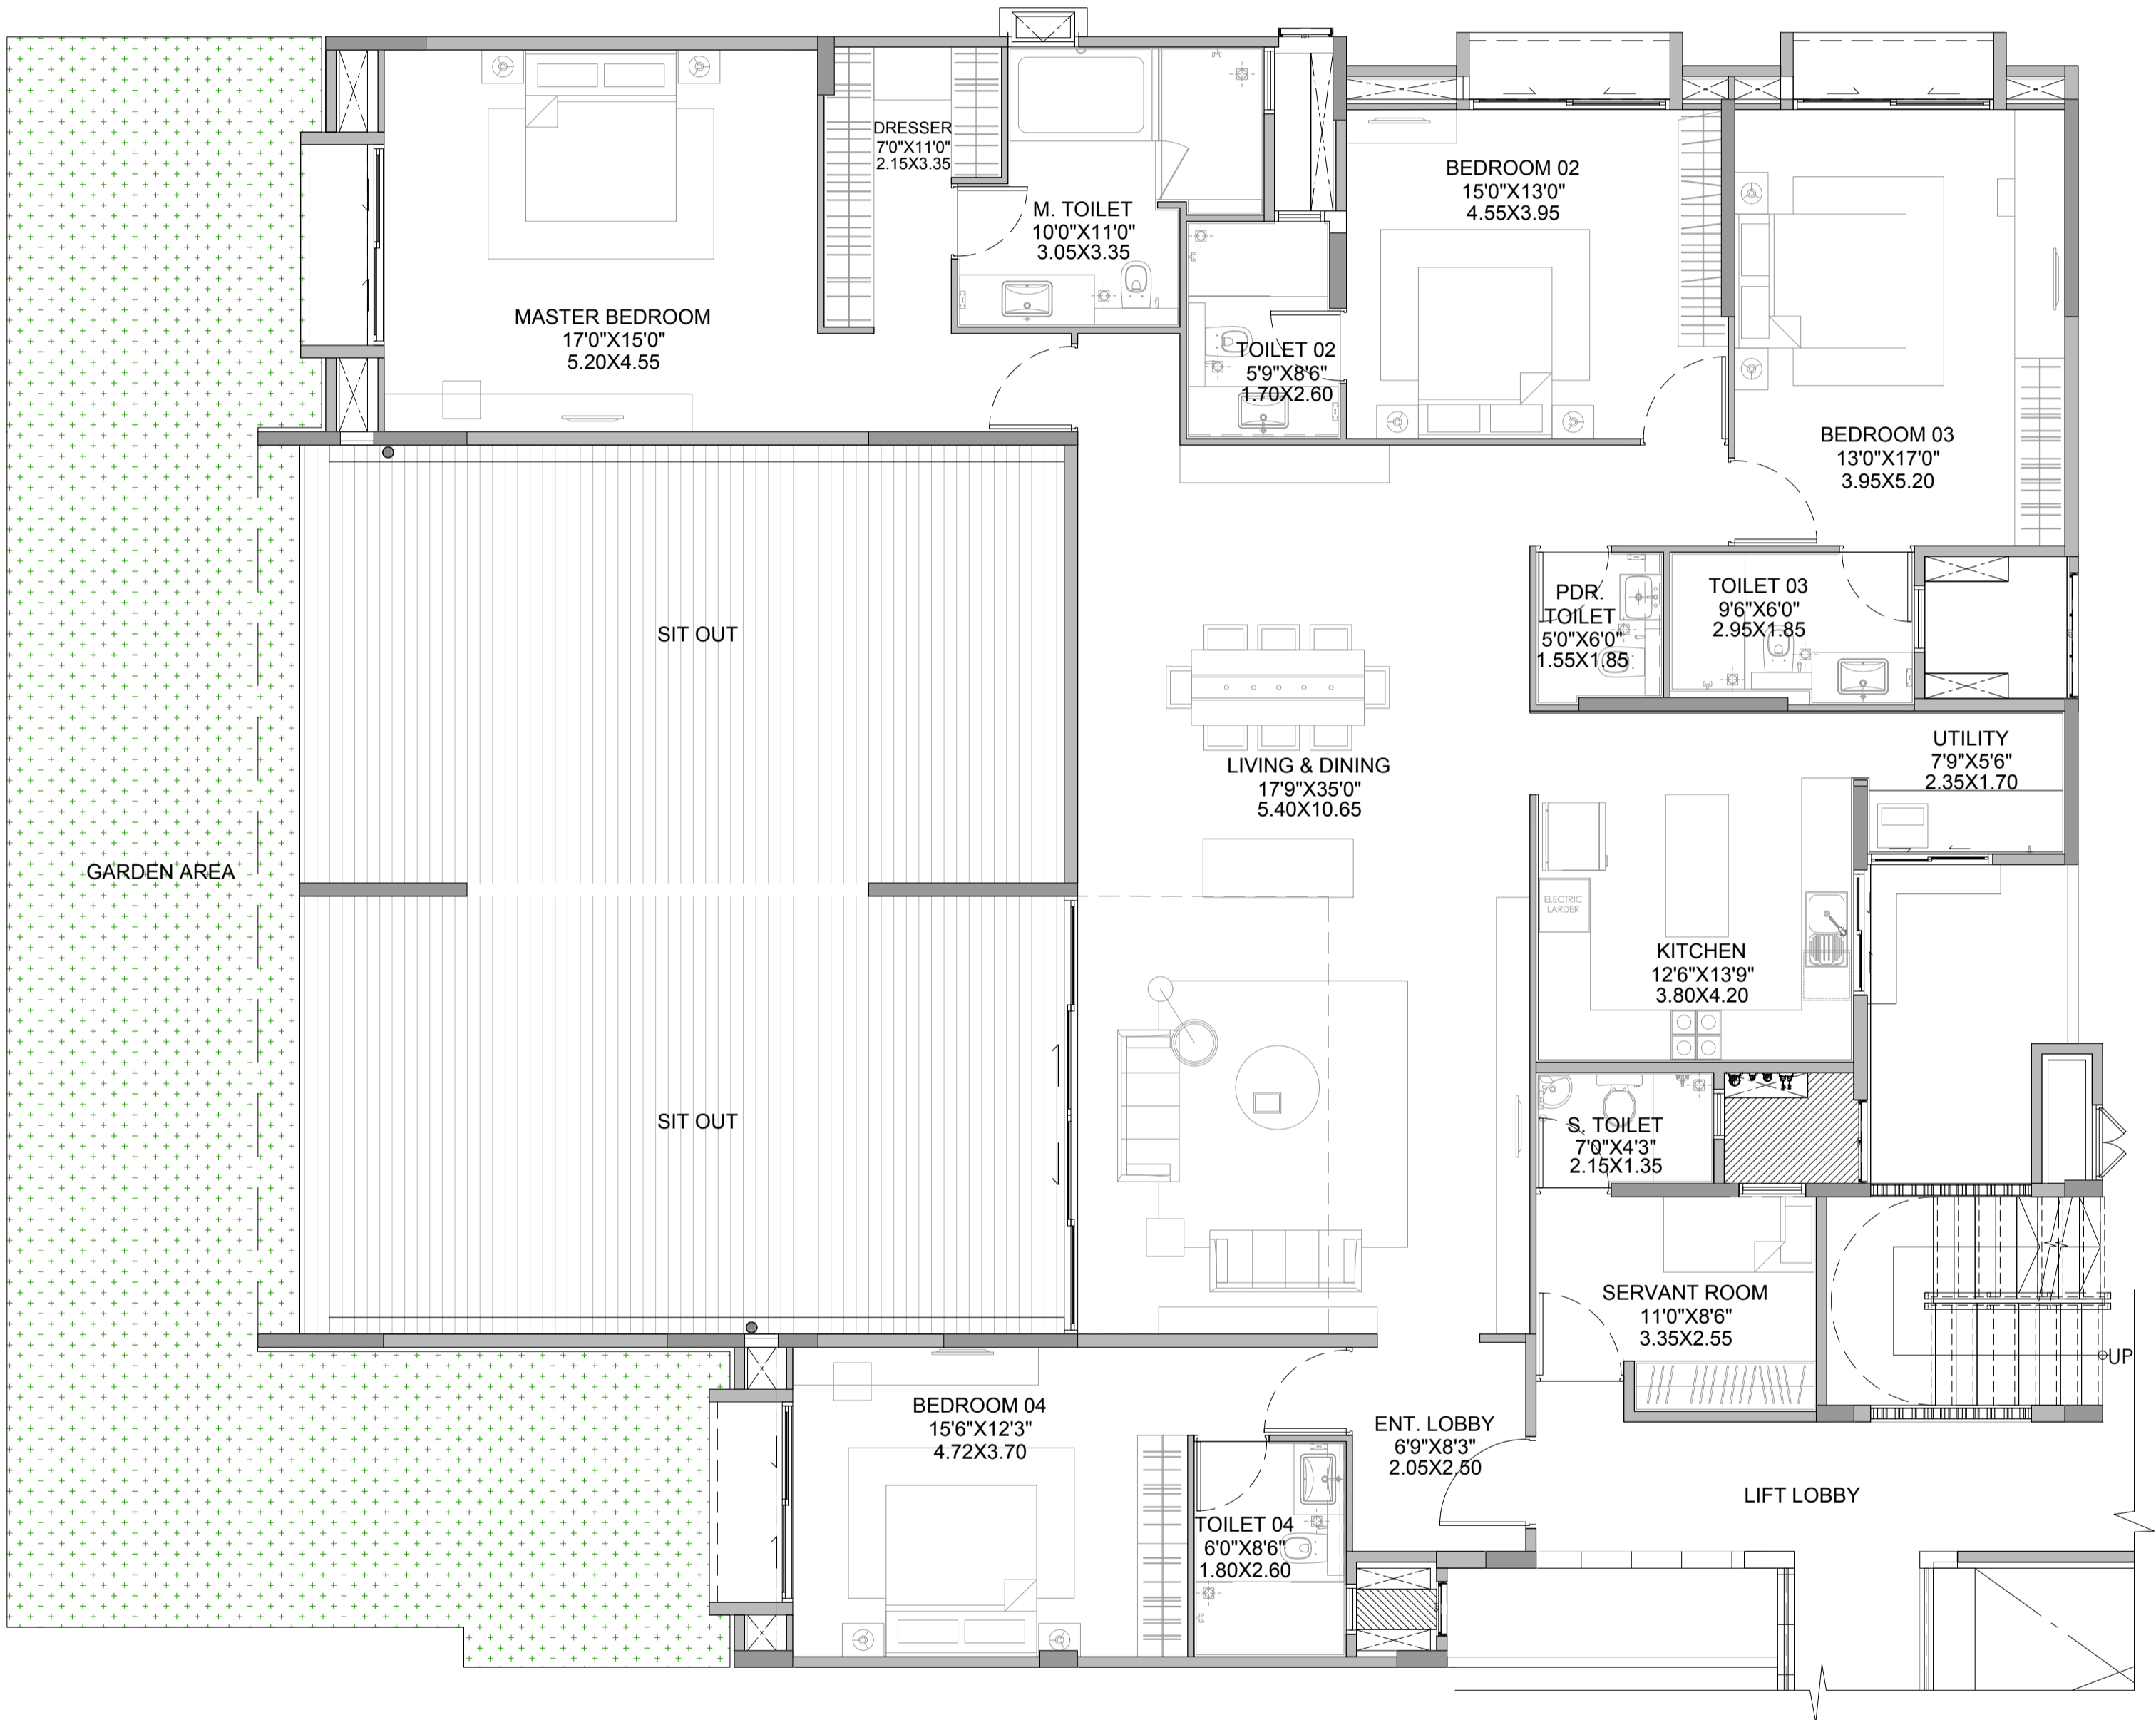 DRESSER
7'0"X11'0"
2.15X3.35
M. TOILET
10'0"X11'0"
3.05X3.35
BEDROOM 02
15'0"X13'0"
4.55X3.95
MASTER BEDROOM
17'0"X15'0"
5.20X4.55
TOILET 02
5'9"X8'6"
1.70X2.60
BEDROOM 03
13'0"X17'0"
3.95X5.20
SIT OUT
PDR.
TOILET
5'0"X6'0"
1.55X1.85
TOILET 03
9'6"X6'0"
2.95X1.85
UTILITY
7'9"X5'6"
2.35X1.70
LIVING & DINING
17'9"X35'0"
5.40X10.65
GARDEN AREA
ELECTRIC
LARDER
KITCHEN
12'6"X13'9"
3.80X4.20
SIT OUT
S. TOILET
7'0"X4'3"
2.15X1.35
SERVANT ROOM
11'0"X8'6"
3.35X2.55
UP
BEDROOM 04
15'6"X12'3"
4.72X3.70
ENT. LOBBY
6'9"X8'3"
2.05X2.50
LIFT LOBBY
TOILET 04
6'0"X8'6"
1.80X2.60